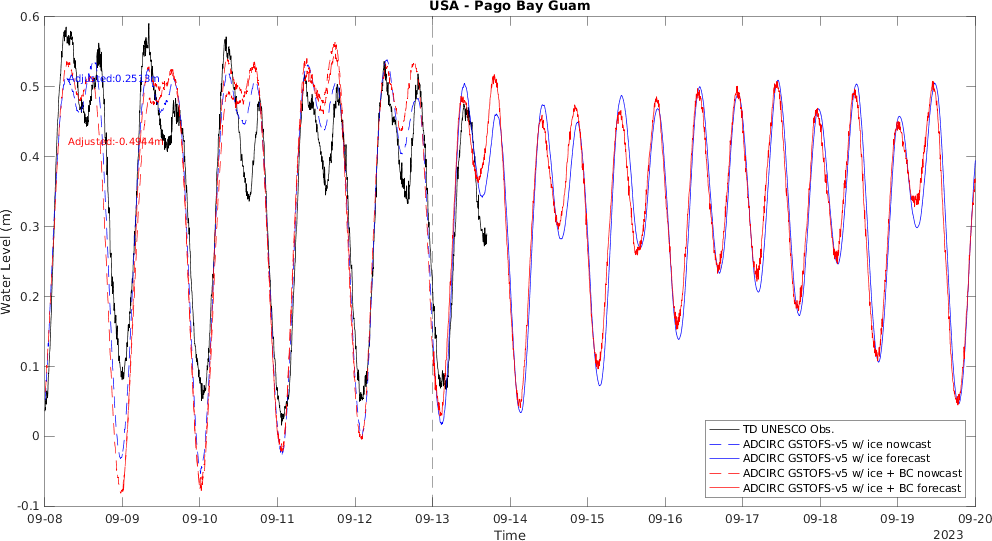 USA - Pago Bay Guam
0.6
0.5
0.4
0.3
0.2
0.1
0
-0.1
Water Level (m)
Adjusted:0.2513m
Adjusted:-0.4944m
TD UNESCO Obs.
ADCIRC GSTOFS-v5 w/ ice nowcast
ADCIRC GSTOFS-v5 w/ ice forecast
ADCIRC GSTOFS-v5 w/ ice + BC nowcast
ADCIRC GSTOFS-v5 w/ ice + BC forecast
09-08 09-09 09-10 09-11 09-12 09-13 09-14 09-15 09-16 09-17 09-18 09-19 09-20
Time
2023